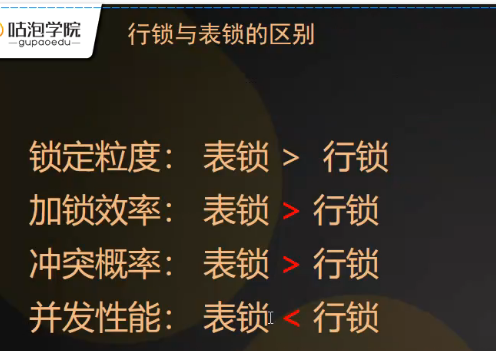 咕泡学院
gupaoedu
行锁与表锁的区别
锁定粒度： 表锁 > 行锁
加锁效率： 表锁 > 行锁
冲突概率： 表锁 > 行锁
并发性能： 表锁 < 行锁